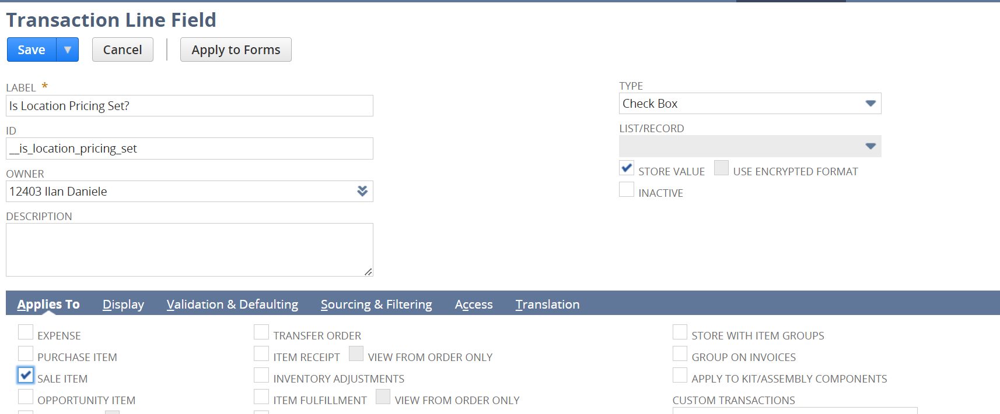 Transaction Line Field
Save Cancel Apply to Forms
LABEL *
Is Location Pricing Set?
ID
__is_location_pricing_set
OWNER
12403 Ilan Daniele
DESCRIPTION
TYPE
Check Box
LIST/RECORD
STORE VALUE USE ENCRYPTED FORMAT
INACTIVE
Applies To Display Validation & Defaulting Sourcing & Filtering Access Translation
EXPENSE
PURCHASE ITEM
SALE ITEM
OPPORTUNITY ITEM
TRANSFER ORDER
ITEM RECEIPT VIEW FROM ORDER ONLY
INVENTORY ADJUSTMENTS
ITEM FULFILLMENT VIEW FROM ORDER ONLY
STORE WITH ITEM GROUPS
GROUP ON INVOICES
APPLY TO KIT/ASSEMBLY COMPONENTS
CUSTOM TRANSACTIONS